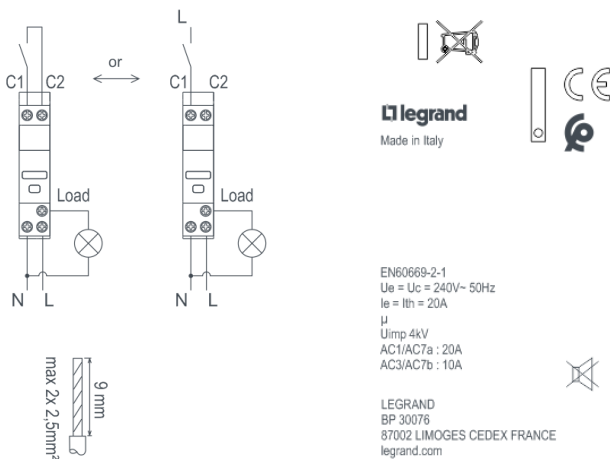 L
or
C1 C2
C1 C2
Load
Load
N L
N L
max 2x 2,5mm²
9 mm
legrand
Made in Italy
CE
EN60669-2-1
Ue = Uc = 240V~ 50Hz
Ie = Ith = 20A
µ
Uimp 4kV
AC1/AC7a : 20A
AC3/AC7b : 10A
LEGRAND
BP 30076
87002 LIMOGES CEDEX FRANCE
legrand.com